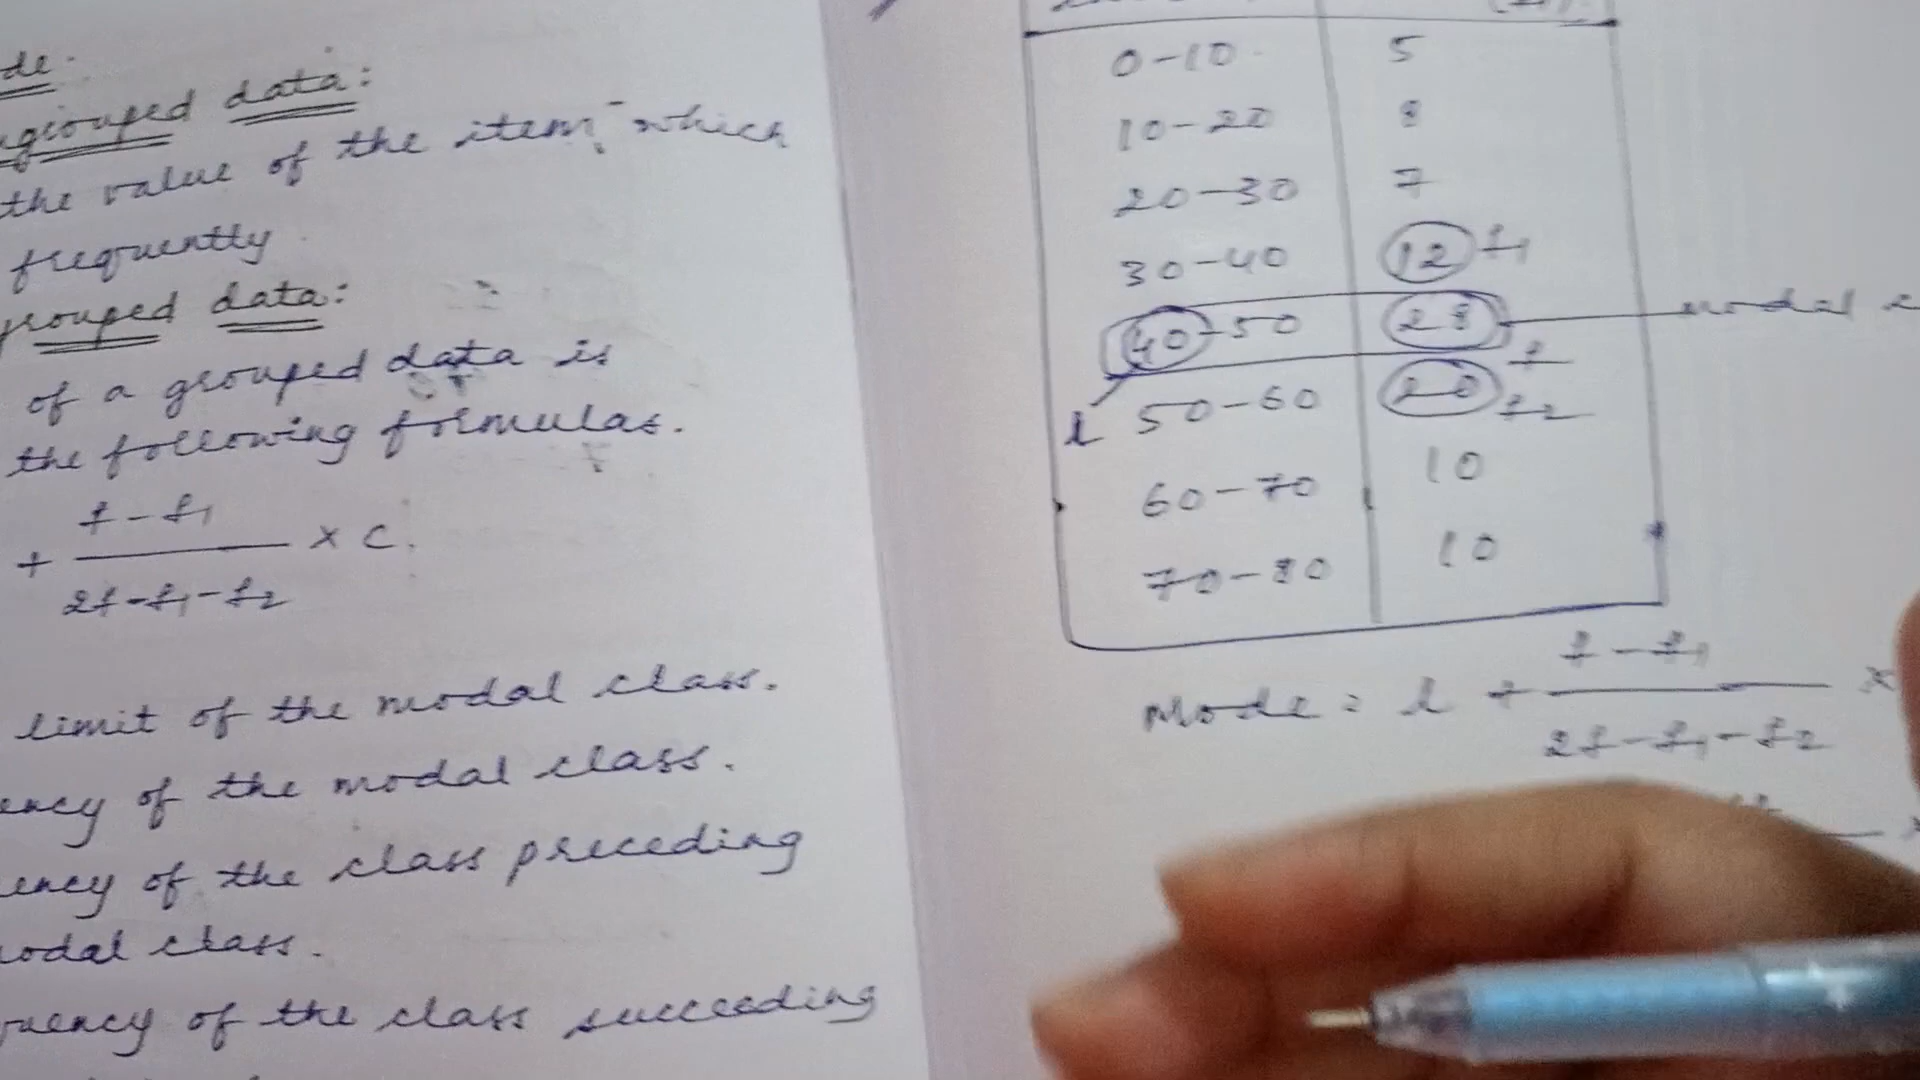 de.
grouped data:
the value of the item which
frequently
grouped data:
of a grouped data is
the following formulas.
f - f1
+ ─── × c.
2f - f1 - f2
limit of the modal class.
ency of the modal class.
ency of the class preceding
modal class.
quency of the class succeeding
0-10 5
10-20 8
20-30 7
30-40 12 f1
40-50 28 modal c
f
l 50-60 20 f2
60-70 10
70-80 10
f - f1
Mode = l + ─── ×
2f - f1 - f2